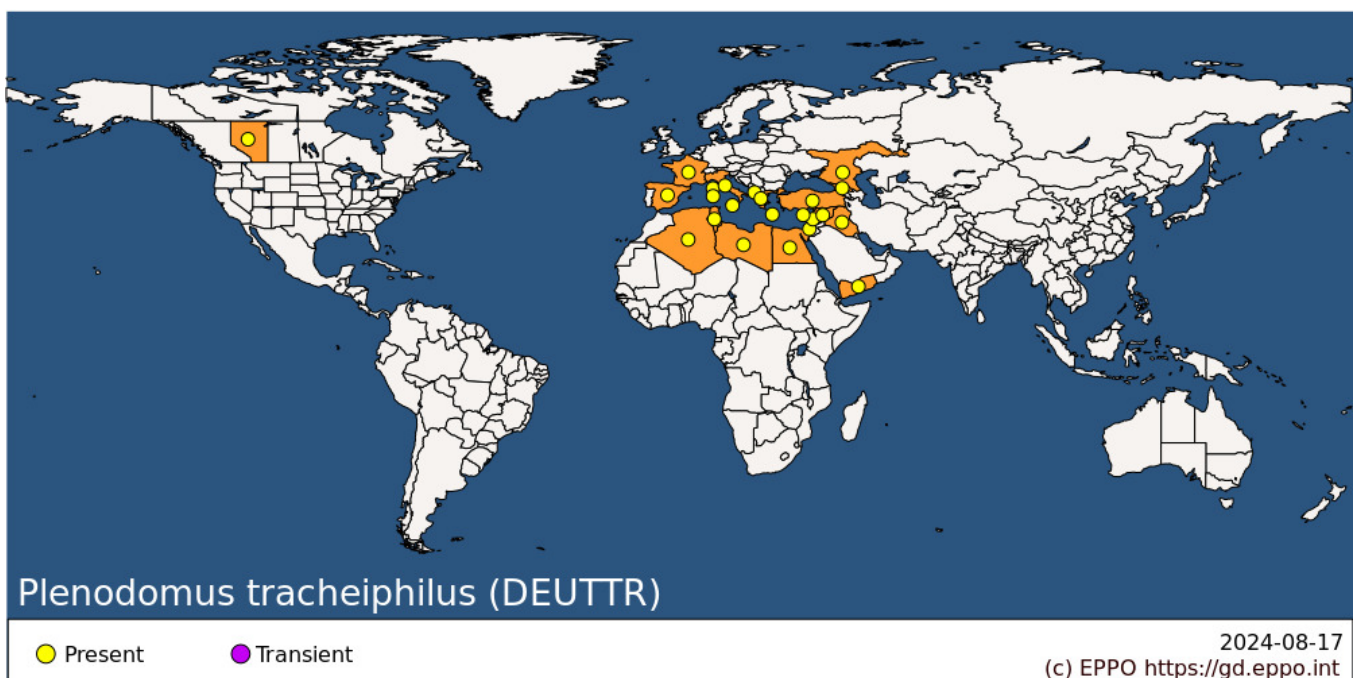 Plenodomus tracheiphilus (DEUTTR)
Present
Transient
2024-08-17
(c) EPPO https://gd.eppo.int